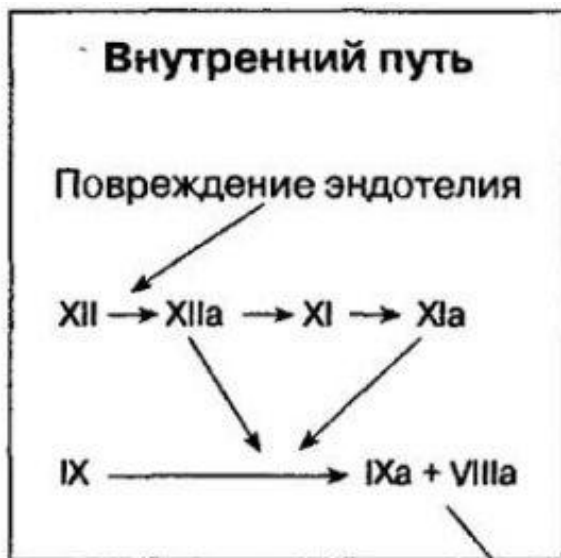 Внутренний путь
Повреждение эндотелия
XII → XIIa → XI → XIa
IX → IXa + VIIIa